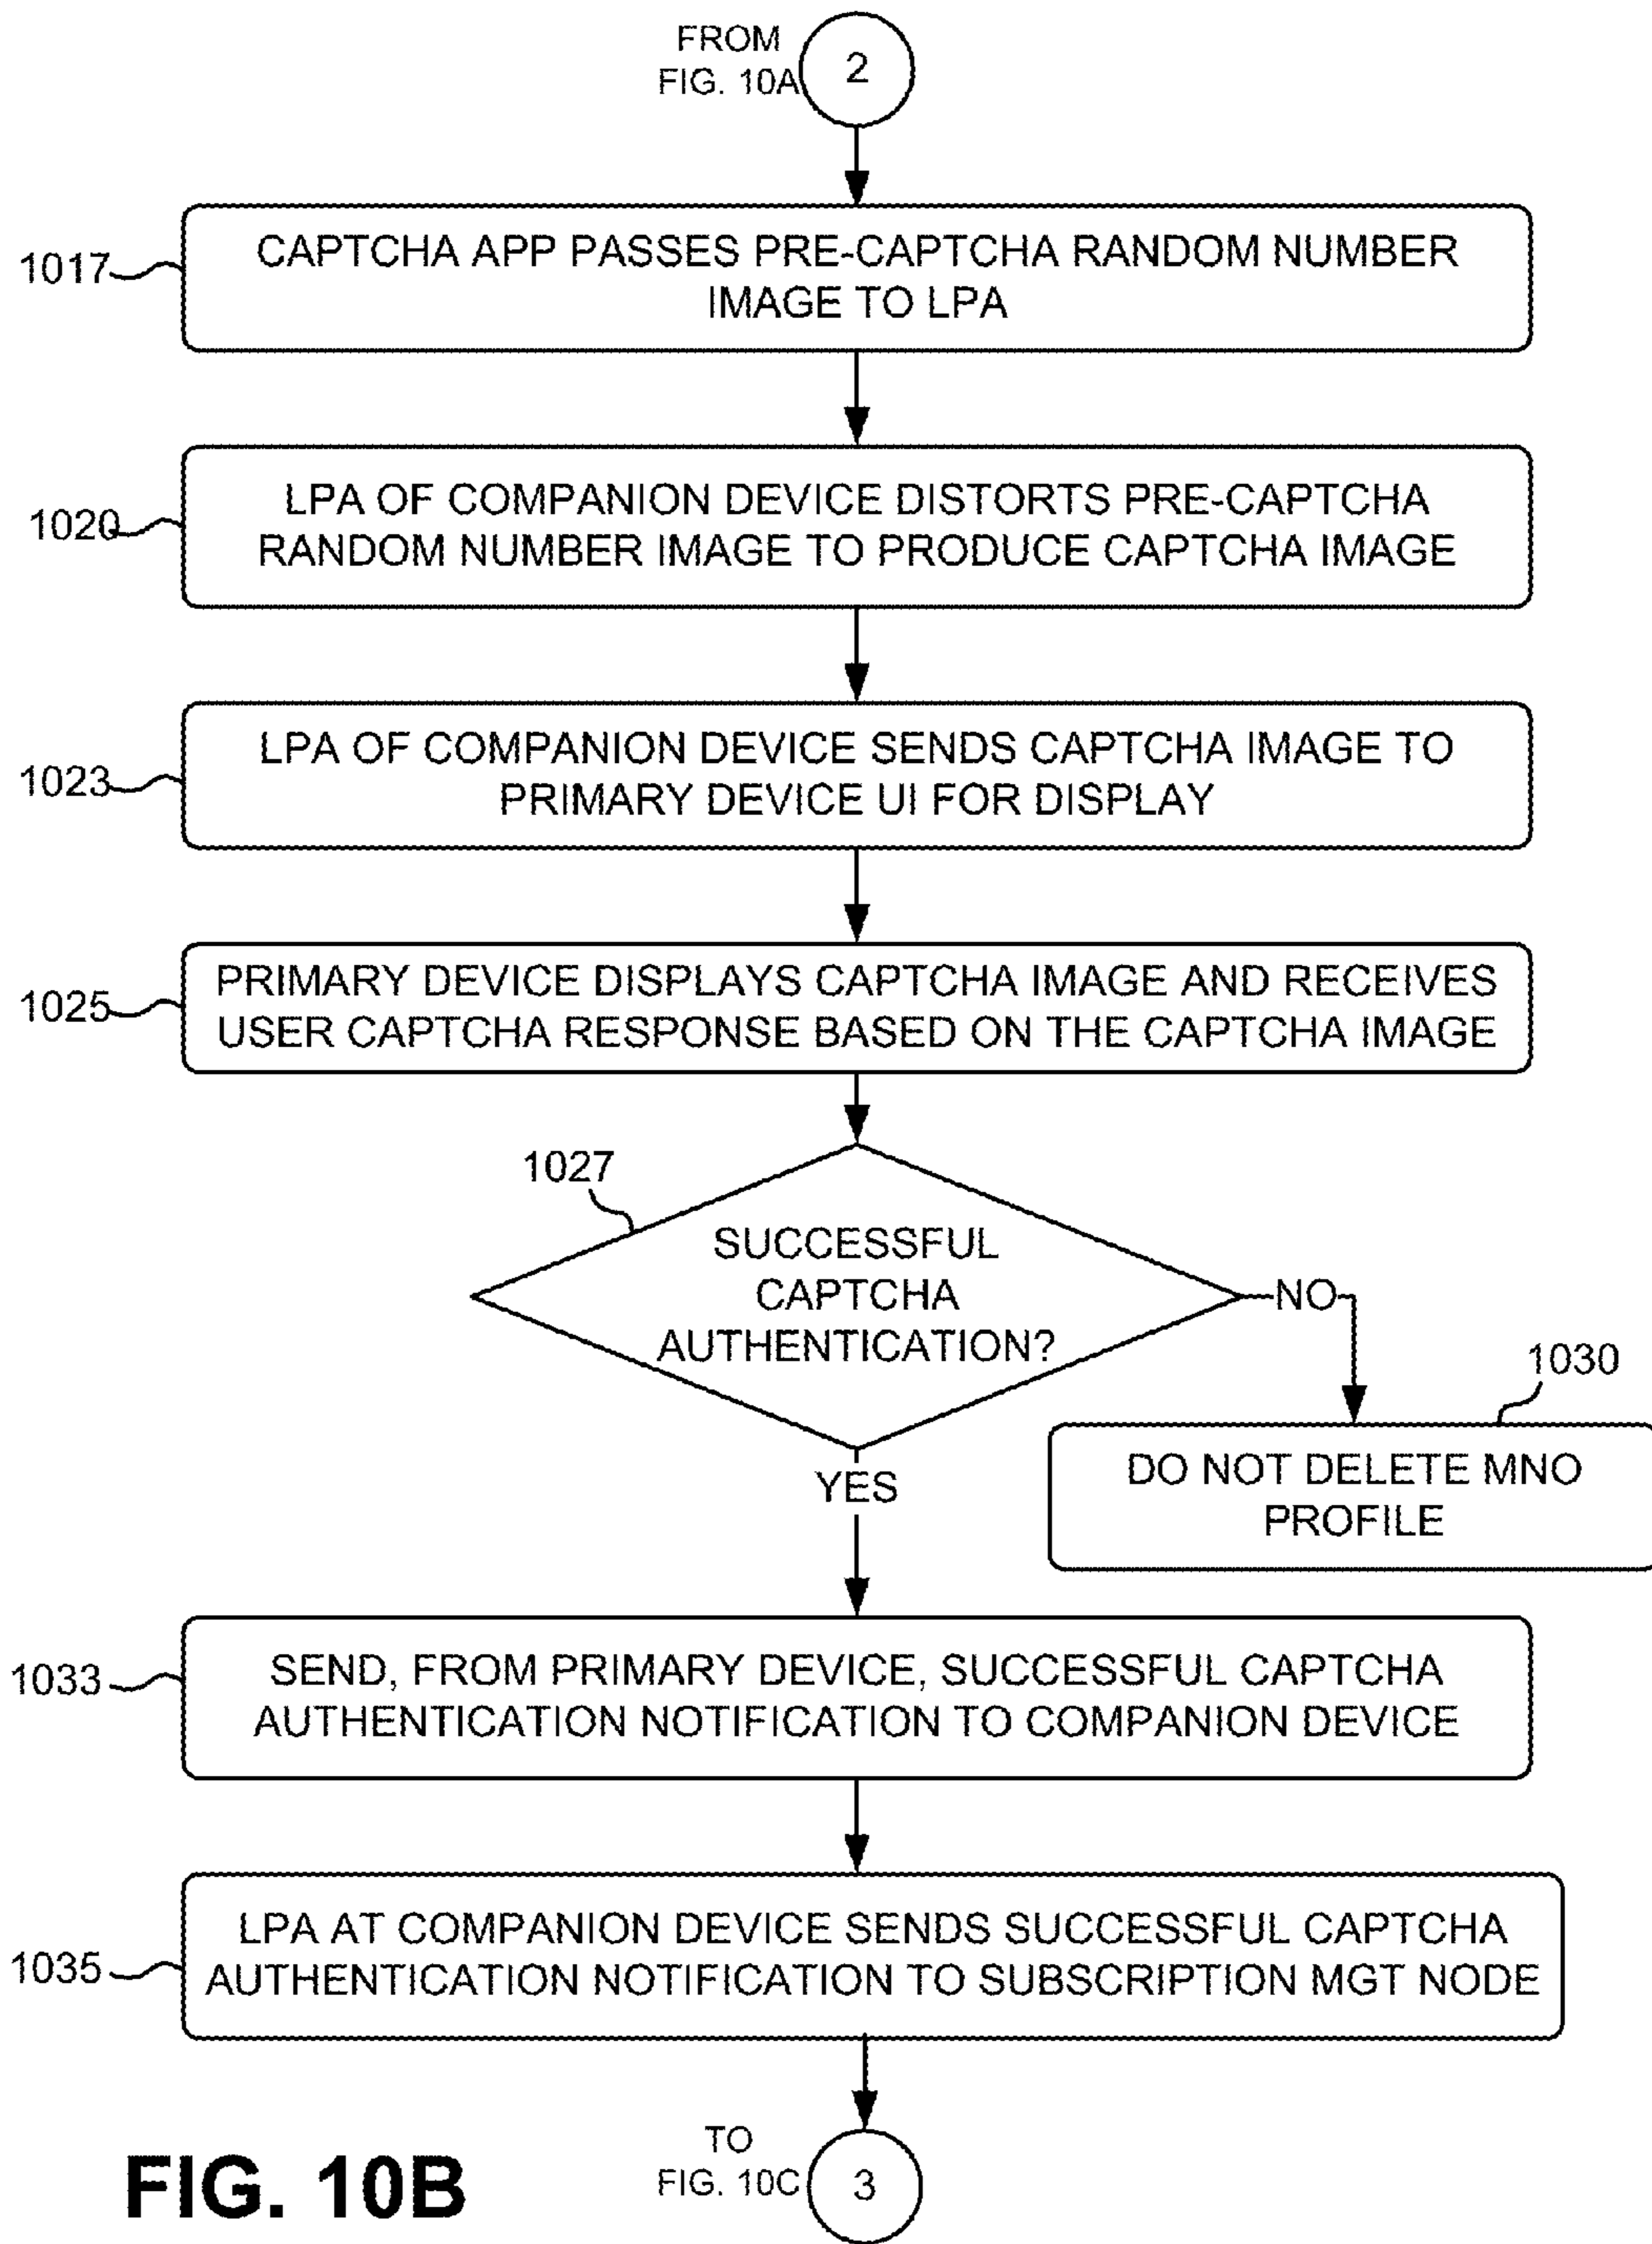 FROM
FIG. 10A
2
1017
CAPTCHA APP PASSES PRE-CAPTCHA RANDOM NUMBER
IMAGE TO LPA
1020
LPA OF COMPANION DEVICE DISTORTS PRE-CAPTCHA
RANDOM NUMBER IMAGE TO PRODUCE CAPTCHA IMAGE
1023
LPA OF COMPANION DEVICE SENDS CAPTCHA IMAGE TO
PRIMARY DEVICE UI FOR DISPLAY
1025
PRIMARY DEVICE DISPLAYS CAPTCHA IMAGE AND RECEIVES
USER CAPTCHA RESPONSE BASED ON THE CAPTCHA IMAGE
1027
SUCCESSFUL
CAPTCHA
AUTHENTICATION?
NO
1030
DO NOT DELETE MNO
PROFILE
YES
1033
SEND, FROM PRIMARY DEVICE, SUCCESSFUL CAPTCHA
AUTHENTICATION NOTIFICATION TO COMPANION DEVICE
1035
LPA AT COMPANION DEVICE SENDS SUCCESSFUL CAPTCHA
AUTHENTICATION NOTIFICATION TO SUBSCRIPTION MGT NODE
TO
FIG. 10C
3
FIG. 10B